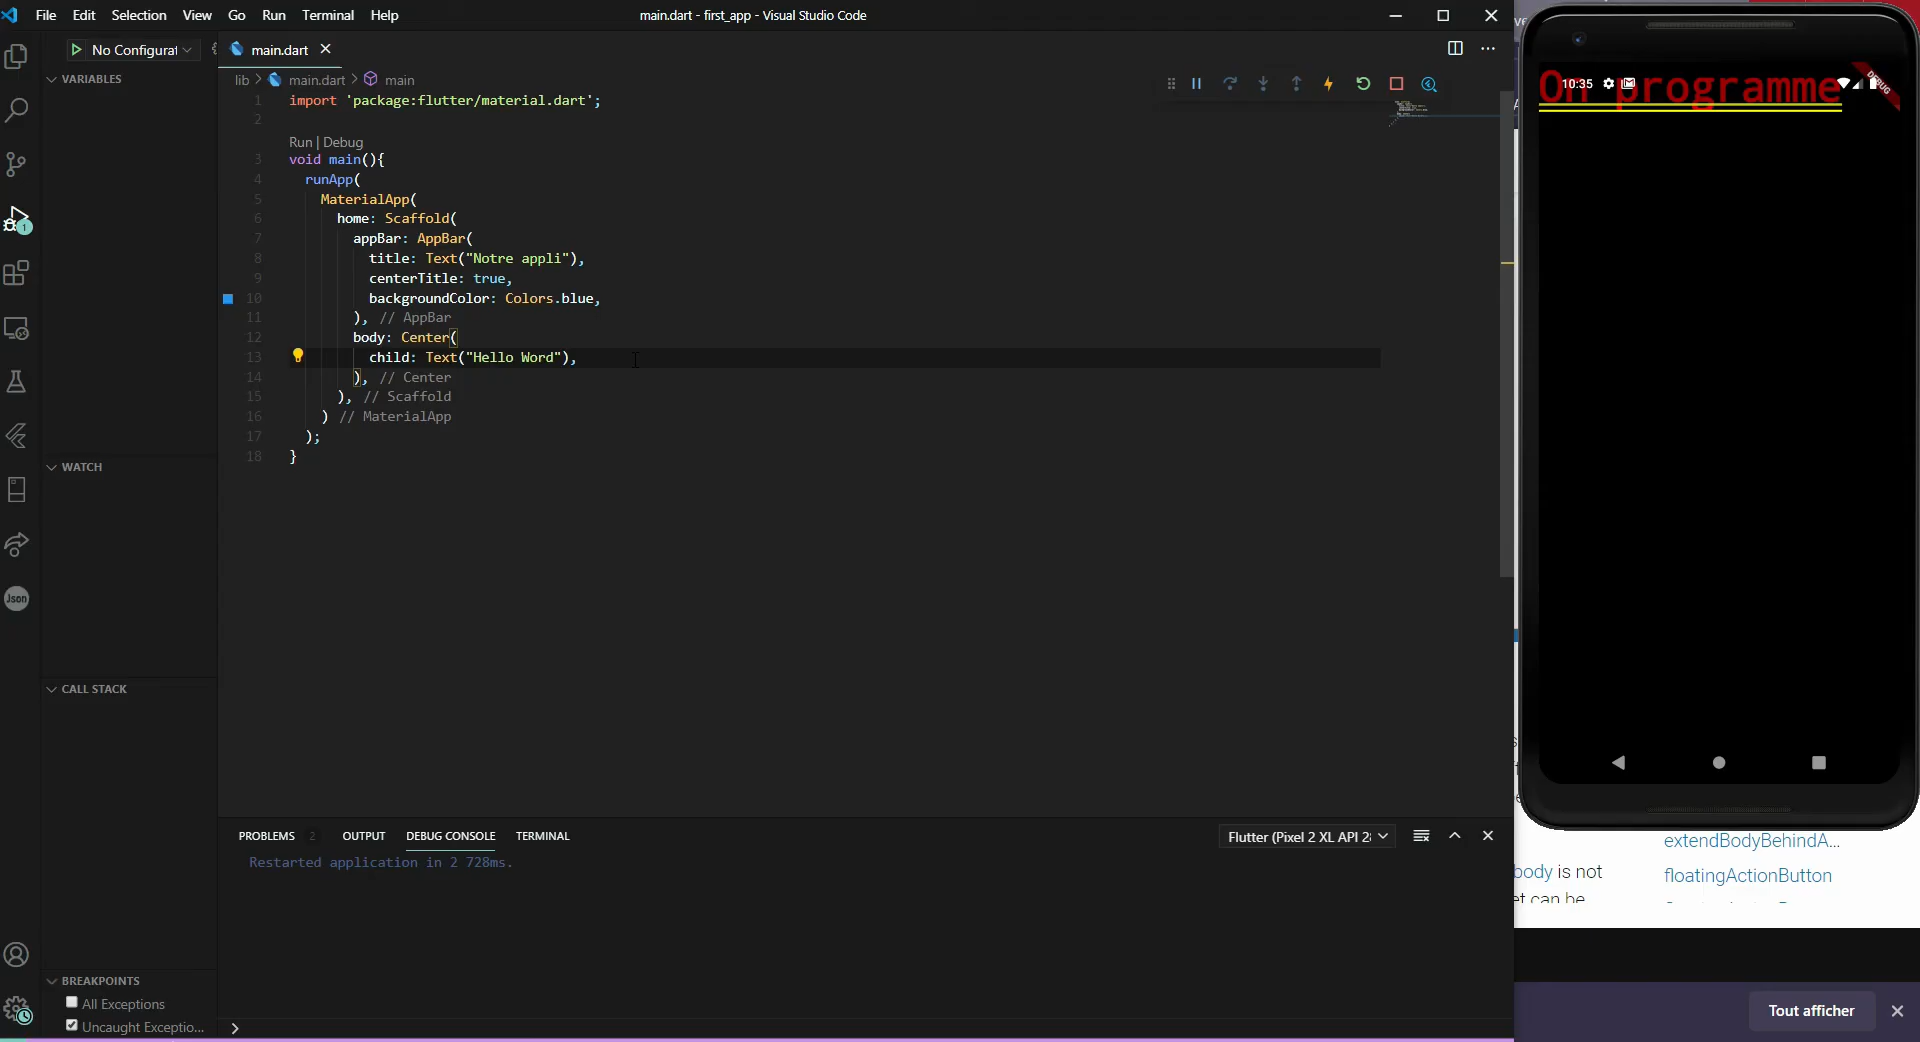 File Edit Selection View Go Run Terminal Help
main.dart - first_app - Visual Studio Code
No Configurat
main.dart
VARIABLES
lib > main.dart > main
1 import 'package:flutter/material.dart';
2
Run | Debug
3 void main(){
4 runApp(
5 MaterialApp(
6 home: Scaffold(
7 appBar: AppBar(
8 title: Text("Notre appli"),
9 centerTitle: true,
10 backgroundColor: Colors.blue,
11 ), // AppBar
12 body: Center(
13 child: Text("Hello Word"),
14 ), // Center
15 ), // Scaffold
16 ) // MaterialApp
17 );
18 }
1
Json
WATCH
CALL STACK
BREAKPOINTS
All Exceptions
Uncaught Exceptio...
PROBLEMS 2 OUTPUT DEBUG CONSOLE TERMINAL
Flutter (Pixel 2 XL API 2
Restarted application in 2 728ms.
On programme
10:35
DEBUG
extendBodyBehindA...
body is not
floatingActionButton
et can be
Tout afficher